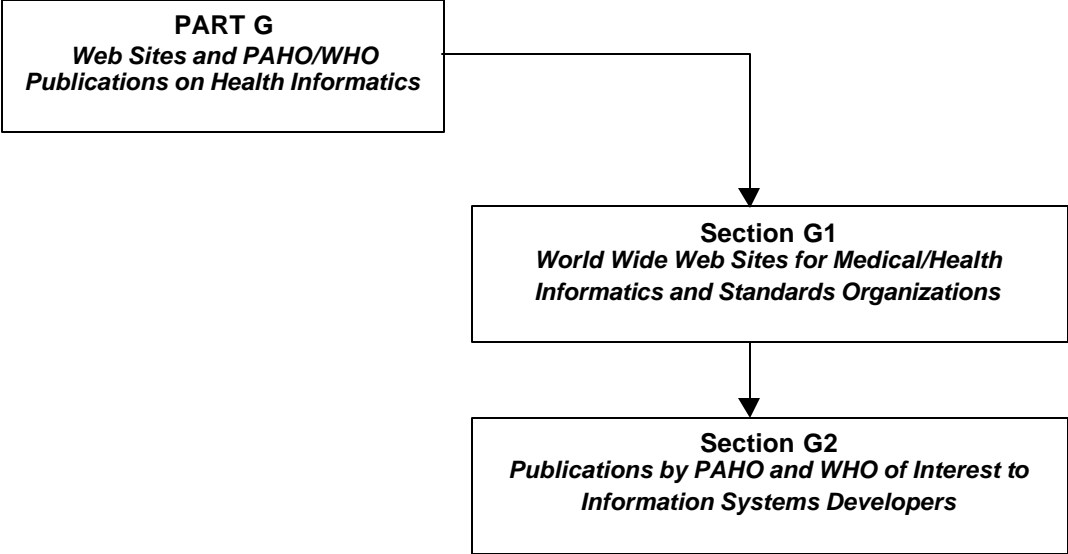 PART G
Web Sites and PAHO/WHO
Publications on Health Informatics
Section G1
World Wide Web Sites for Medical/Health
Informatics and Standards Organizations
Section G2
Publications by PAHO and WHO of Interest to
Information Systems Developers